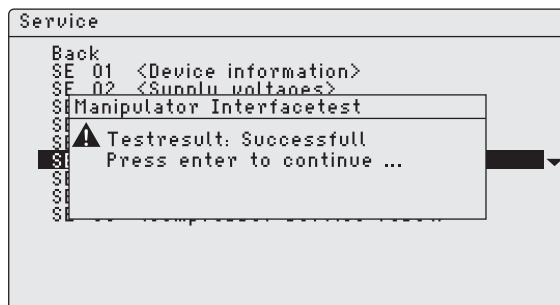 Service
Back
SE 01 <Device information>
SE 02 <Supply voltages>
S
Manipulator Interfacetest
S
Testresult: Successfull
S
Press enter to continue ...
S
S
S
S